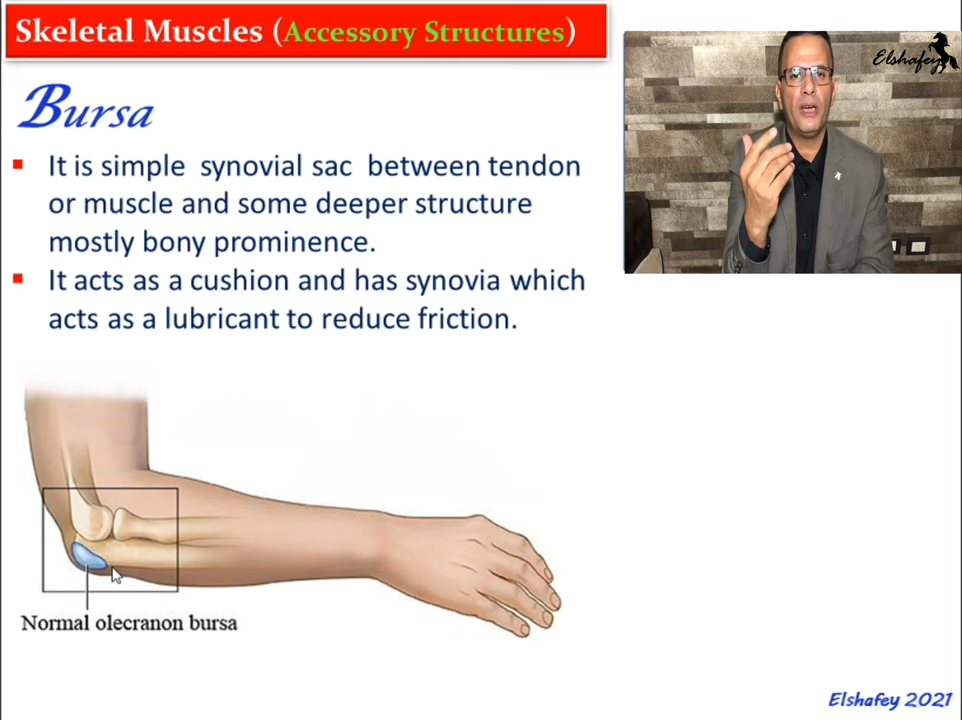 Skeletal Muscles (Accessory Structures)
Elshafey
Bursa
It is simple synovial sac between tendon
or muscle and some deeper structure
mostly bony prominence.
It acts as a cushion and has synovia which
acts as a lubricant to reduce friction.
Normal olecranon bursa
Elshafey 2021